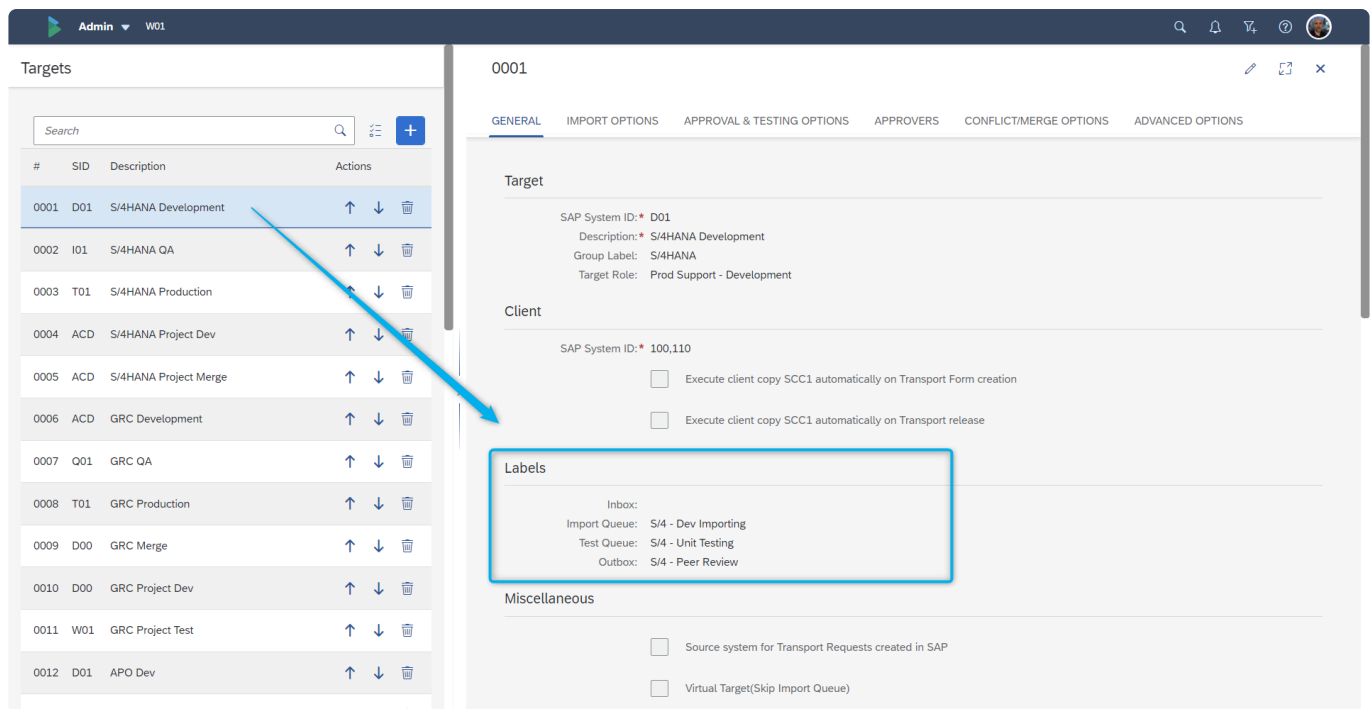 Admin W01
Targets
Search
# SID Description Actions
0001 D01 S/4HANA Development
0002 I01 S/4HANA QA
0003 T01 S/4HANA Production
0004 ACD S/4HANA Project Dev
0005 ACD S/4HANA Project Merge
0006 ACD GRC Development
0007 Q01 GRC QA
0008 T01 GRC Production
0009 D00 GRC Merge
0010 D00 GRC Project Dev
0011 W01 GRC Project Test
0012 D01 APO Dev
0001
GENERAL IMPORT OPTIONS APPROVAL & TESTING OPTIONS APPROVERS CONFLICT/MERGE OPTIONS ADVANCED OPTIONS
Target
SAP System ID:* D01
Description:* S/4HANA Development
Group Label: S/4HANA
Target Role: Prod Support - Development
Client
SAP System ID:* 100,110
Execute client copy SCC1 automatically on Transport Form creation
Execute client copy SCC1 automatically on Transport release
Labels
Inbox:
Import Queue: S/4 - Dev Importing
Test Queue: S/4 - Unit Testing
Outbox: S/4 - Peer Review
Miscellaneous
Source system for Transport Requests created in SAP
Virtual Target(Skip Import Queue)